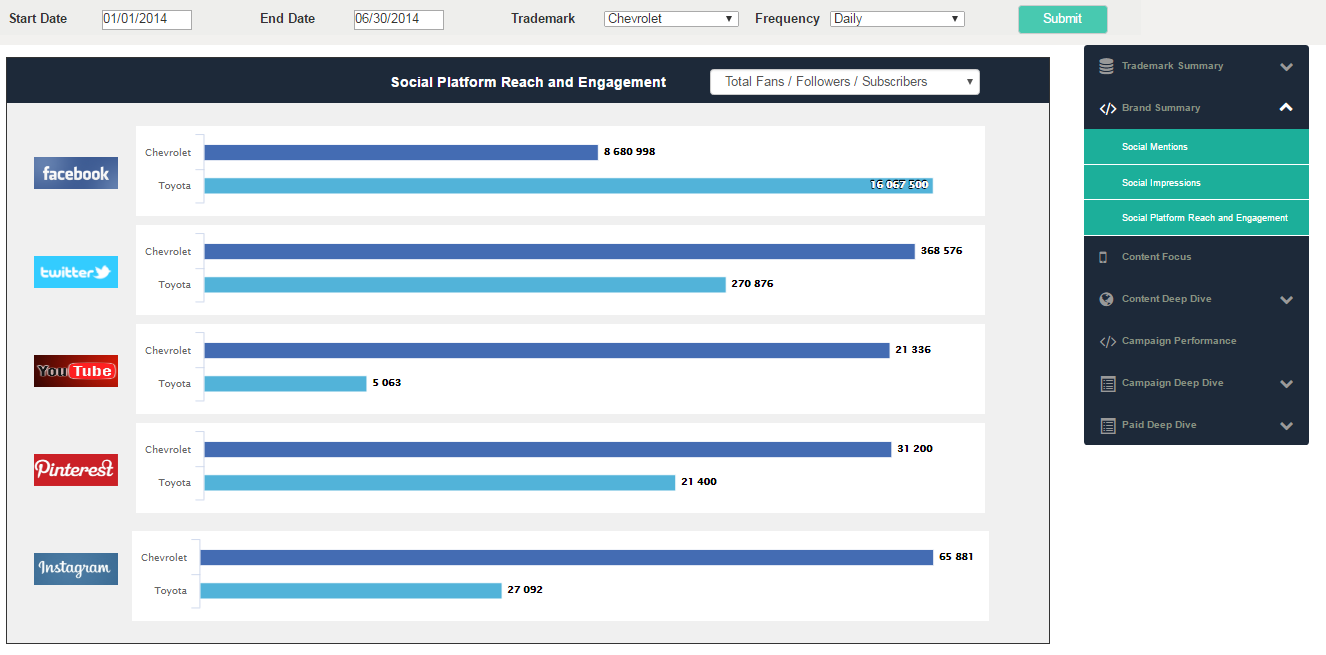 Start Date 01/01/2014 End Date 06/30/2014 Trademark Chevrolet Frequency Daily Submit
Social Platform Reach and Engagement Total Fans / Followers / Subscribers
facebook
Chevrolet 8 680 998
Toyota 16 067 500
twitter
Chevrolet 368 576
Toyota 270 876
YouTube
Chevrolet 21 336
Toyota 5 063
Pinterest
Chevrolet 31 200
Toyota 21 400
Instagram
Chevrolet 65 881
Toyota 27 092
Trademark Summary
</> Brand Summary
Social Mentions
Social Impressions
Social Platform Reach and Engagement
Content Focus
Content Deep Dive
</> Campaign Performance
Campaign Deep Dive
Paid Deep Dive